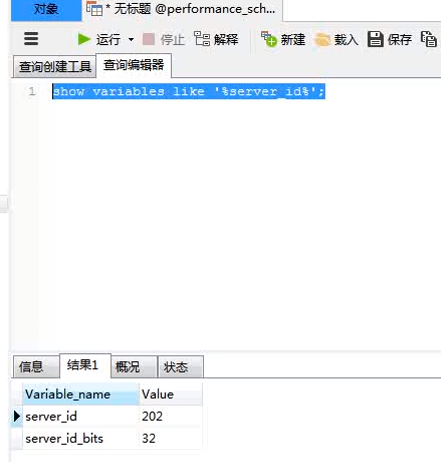 对象 * 无标题 @performance_sch...
运行 停止 解释 新建 载入 保存
查询创建工具 查询编辑器
1 show variables like '%server_id%';
信息 结果1 概况 状态
Variable_name Value
server_id 202
server_id_bits 32